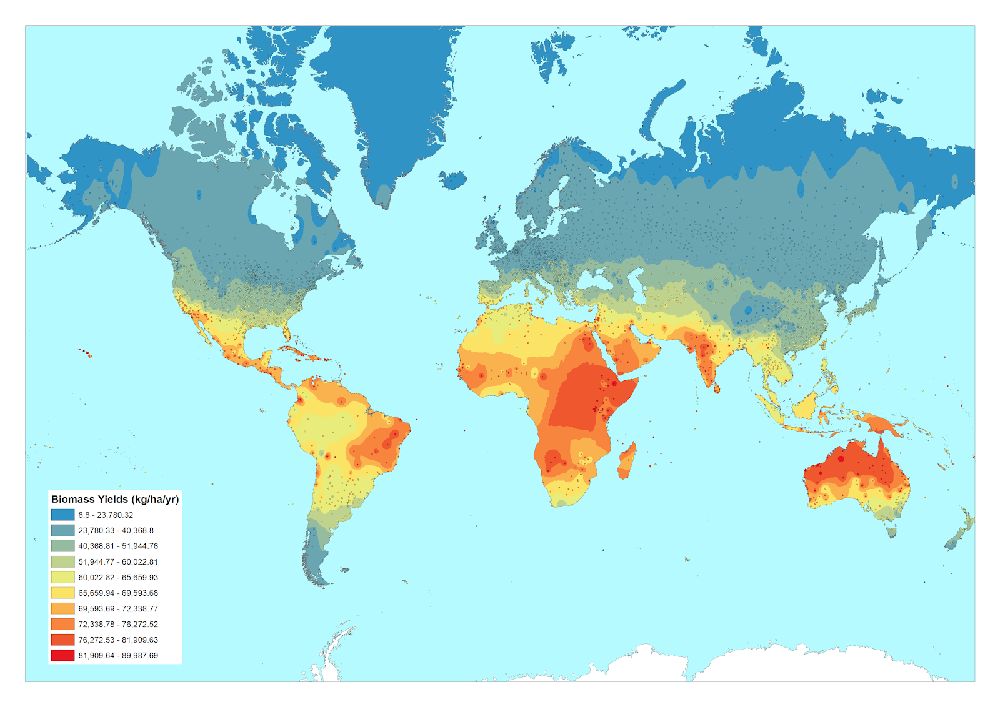 Biomass Yields (kg/ha/yr)
8.8 - 23,780.32
23,780.33 - 40,368.8
40,368.81 - 51,944.76
51,944.77 - 60,022.81
60,022.82 - 65,659.93
65,659.94 - 69,593.68
69,593.69 - 72,338.77
72,338.78 - 76,272.52
76,272.53 - 81,909.63
81,909.64 - 89,987.69